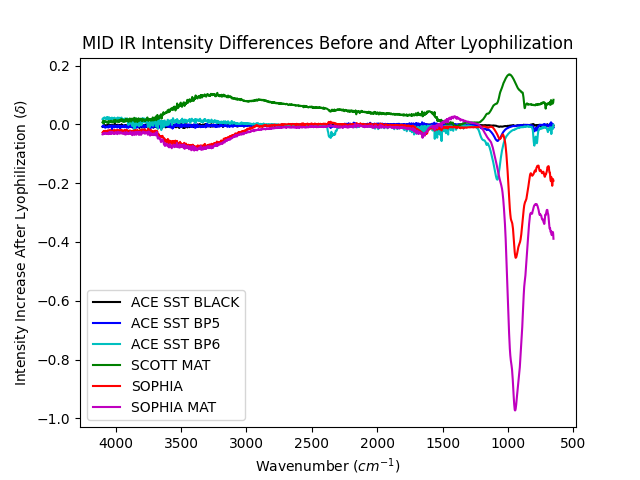 MID IR Intensity Differences Before and After Lyophilization
Intensity Increase After Lyophilization (δ)
0.2
0.0
−0.2
−0.4
−0.6
−0.8
−1.0
ACE SST BLACK
ACE SST BP5
ACE SST BP6
SCOTT MAT
SOPHIA
SOPHIA MAT
4000 3500 3000 2500 2000 1500 1000 500
Wavenumber (cm⁻¹)